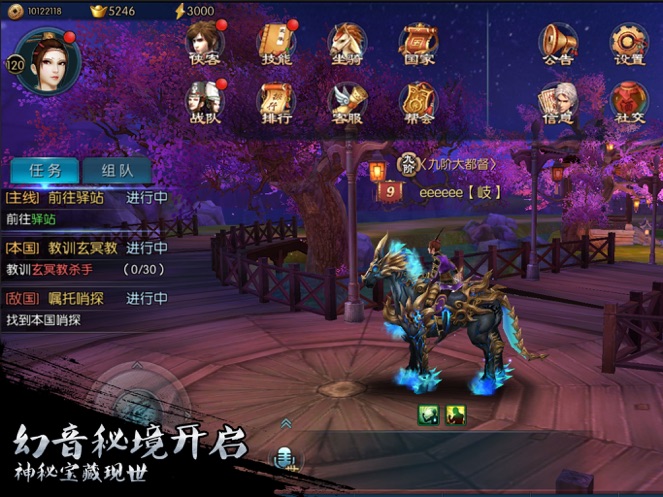 10122118 5246 3000
120
侠客 技能 坐骑 国家 公告 设置
战队 排行 客服 帮会 信息 社交
任务 组队
[主线] 前往驿站 进行中
前往驿站
[本国] 教训玄冥教 进行中
教训玄冥教杀手 (0/30)
[敌国] 嘱托哨探 进行中
找到本国哨探
九阶 《九阶大都督》
9 eeeeee【岐】
幻音秘境开启
神秘宝藏现世